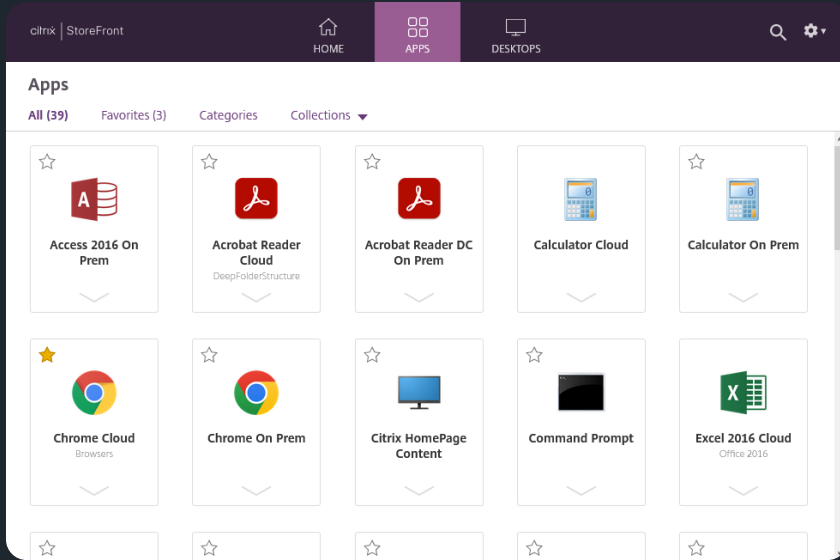 citrix | StoreFront
HOME
APPS
DESKTOPS
Apps
All (39)
Favorites (3)
Categories
Collections
Access 2016 On
Prem
Acrobat Reader
Cloud
DeepFolderStructure
Acrobat Reader DC
On Prem
Calculator Cloud
Calculator On Prem
Chrome Cloud
Browsers
Chrome On Prem
Citrix HomePage
Content
Command Prompt
Excel 2016 Cloud
Office 2016